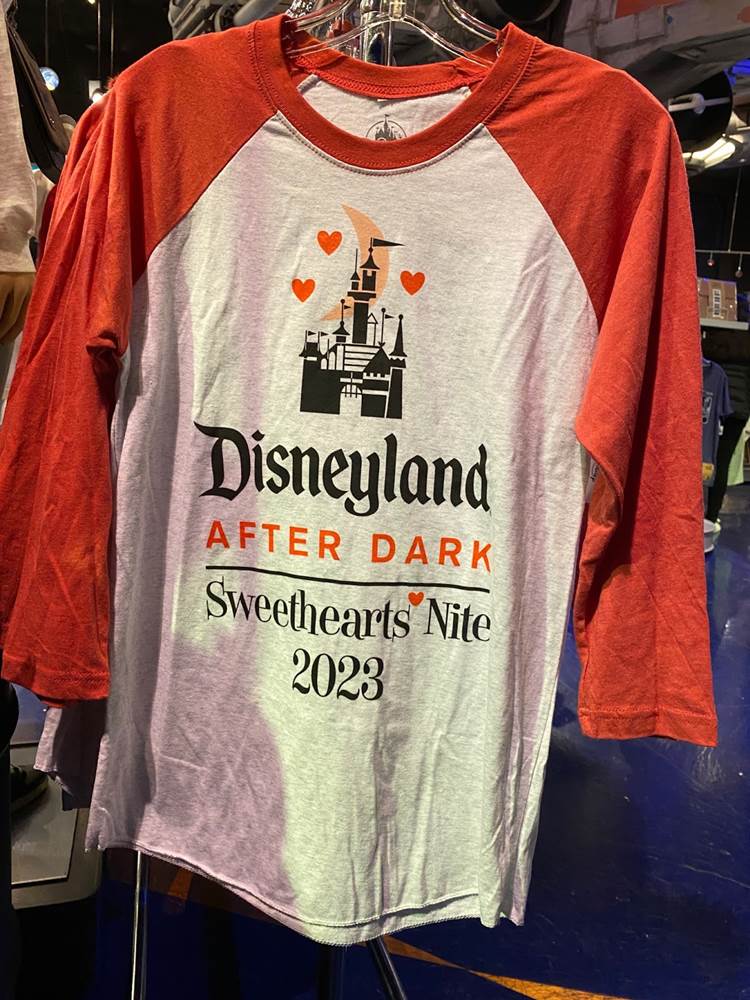 Disneyland
AFTER DARK
Sweethearts' Nite
2023